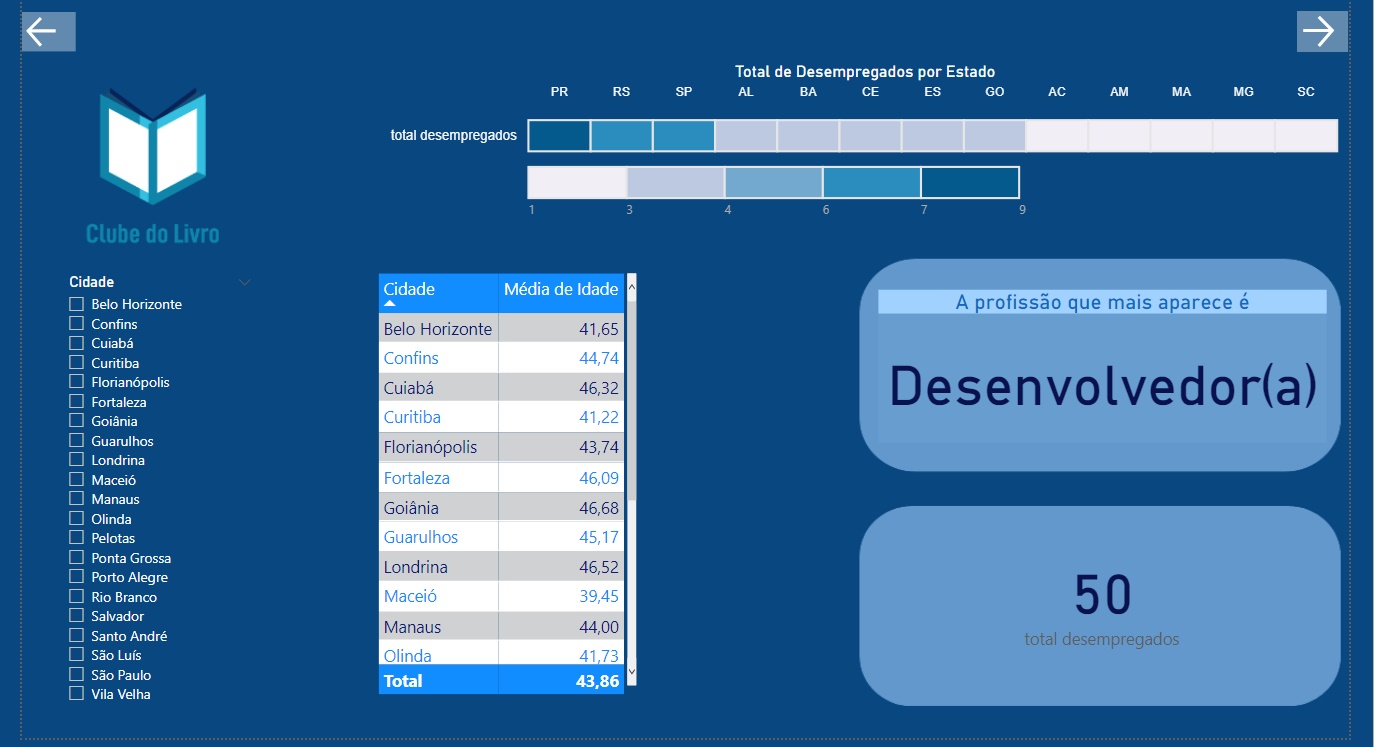 Total de Desempregados por Estado
PR RS SP AL BA CE ES GO AC AM MA MG SC
total desempregados
1 3 4 6 7 9
Clube do Livro
Cidade
Belo Horizonte
Confins
Cuiabá
Curitiba
Florianópolis
Fortaleza
Goiânia
Guarulhos
Londrina
Maceió
Manaus
Olinda
Pelotas
Ponta Grossa
Porto Alegre
Rio Branco
Salvador
Santo André
São Luís
São Paulo
Vila Velha
Cidade Média de Idade
Belo Horizonte 41,65
Confins 44,74
Cuiabá 46,32
Curitiba 41,22
Florianópolis 43,74
Fortaleza 46,09
Goiânia 46,68
Guarulhos 45,17
Londrina 46,52
Maceió 39,45
Manaus 44,00
Olinda 41,73
Total 43,86
A profissão que mais aparece é
Desenvolvedor(a)
50
total desempregados